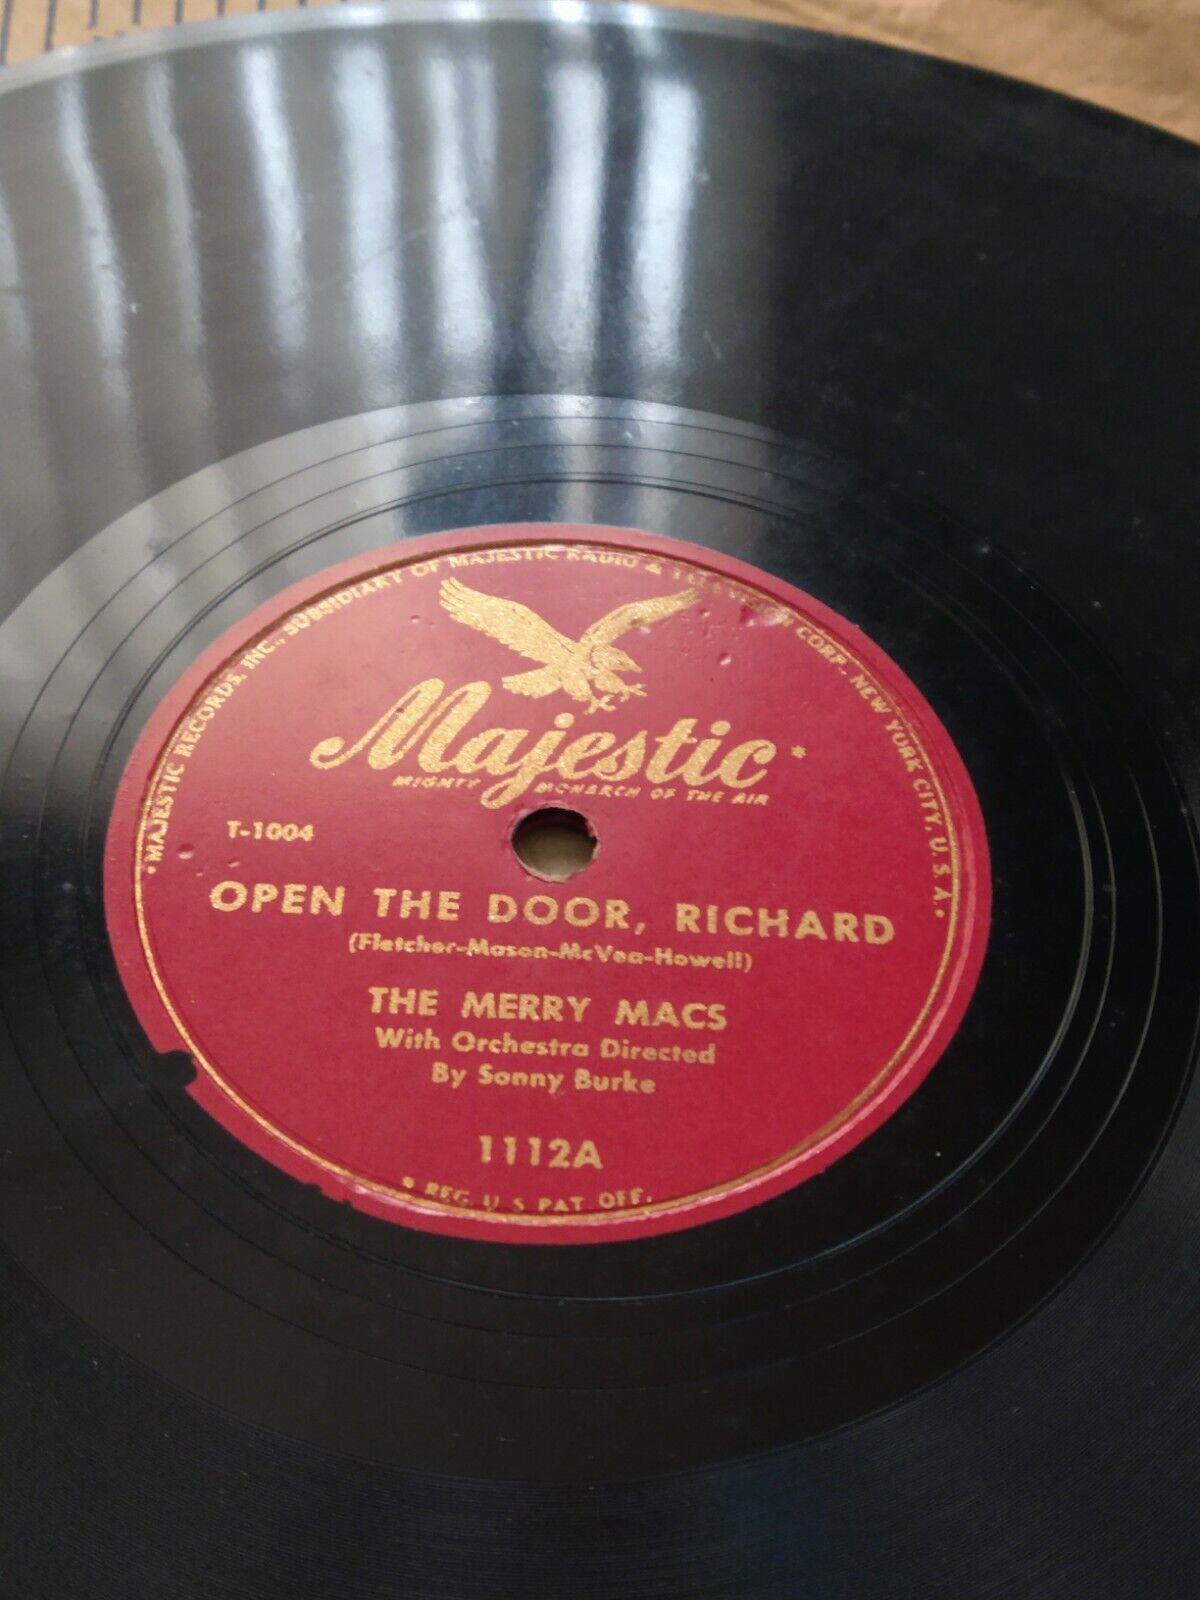 • MAJESTIC RECORDS, INC., SUBSIDIARY OF MAJESTIC RADIO & TELEVISION CORP., NEW YORK CITY, U.S.A. •
Majestic*
MIGHTY MONARCH OF THE AIR
T-1004
OPEN THE DOOR, RICHARD
(Fletcher-Mason-McVea-Howell)
THE MERRY MACS
With Orchestra Directed
By Sonny Burke
1112A
* REG. U S PAT. OFF.